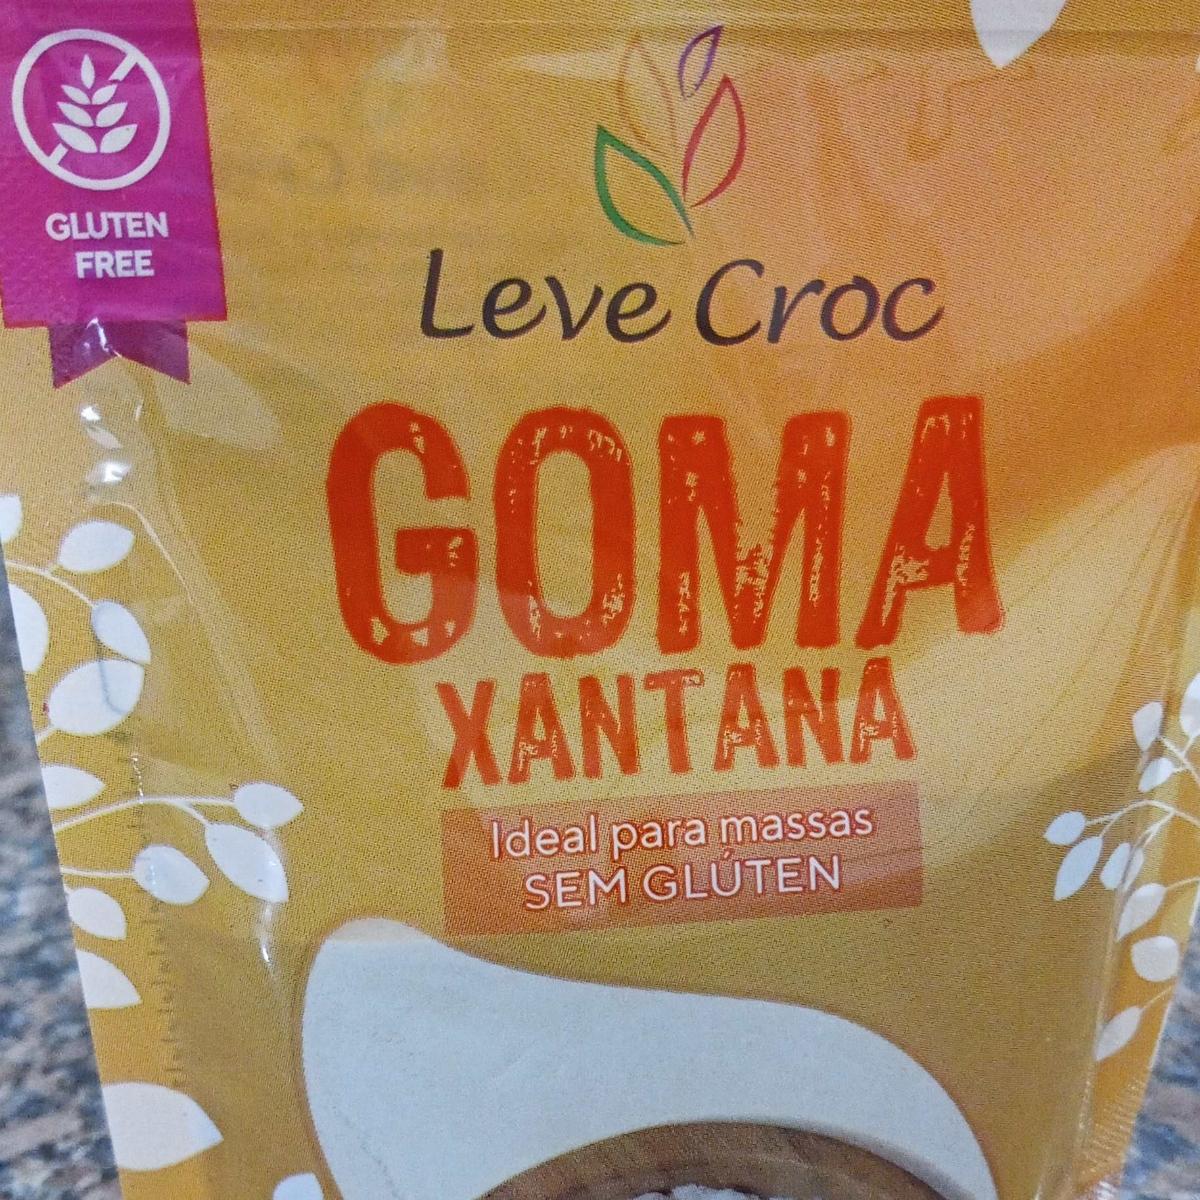 GLUTEN
FREE
Leve Croc
GOMA
XANTANA
Ideal para massas
SEM GLÚTEN